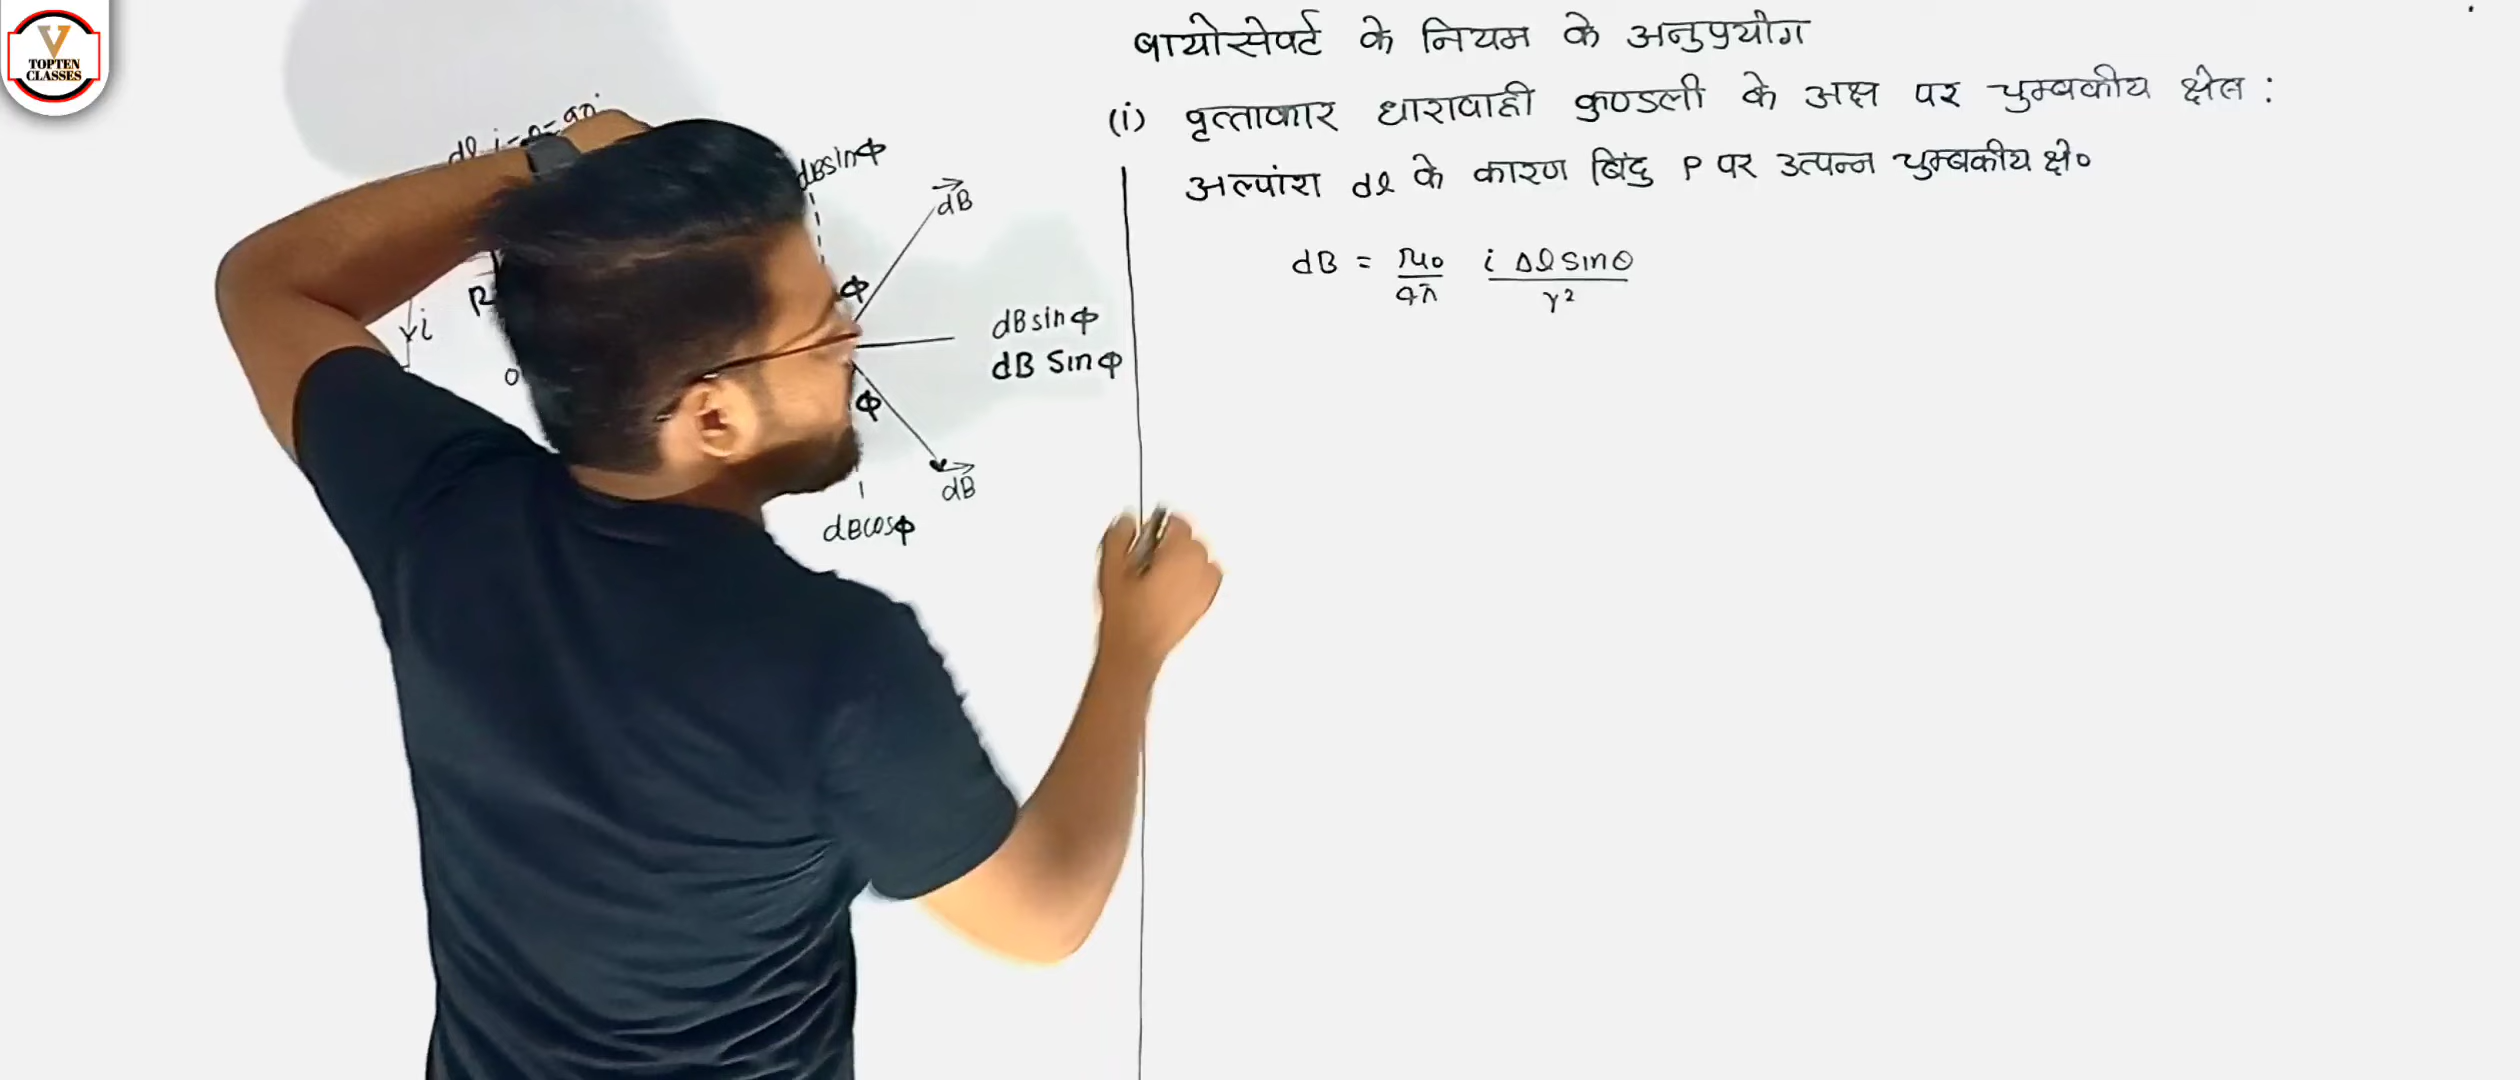 V
TOPTEN
CLASSES
बायोसेवर्ट के नियम के अनुप्रयोग
(i) वृत्ताकार धारावाही कुण्डली के अक्ष पर चुम्बकीय क्षेत्र :
अल्पांश dl के कारण बिंदु P पर उत्पन्न चुम्बकीय क्षे०
dB = μ0/4π i Δl sinθ/r²
dl
dBsinϕ
dB
ϕ
R
i
dBsinϕ
O
dB Sinϕ
ϕ
dB
dBcosϕ